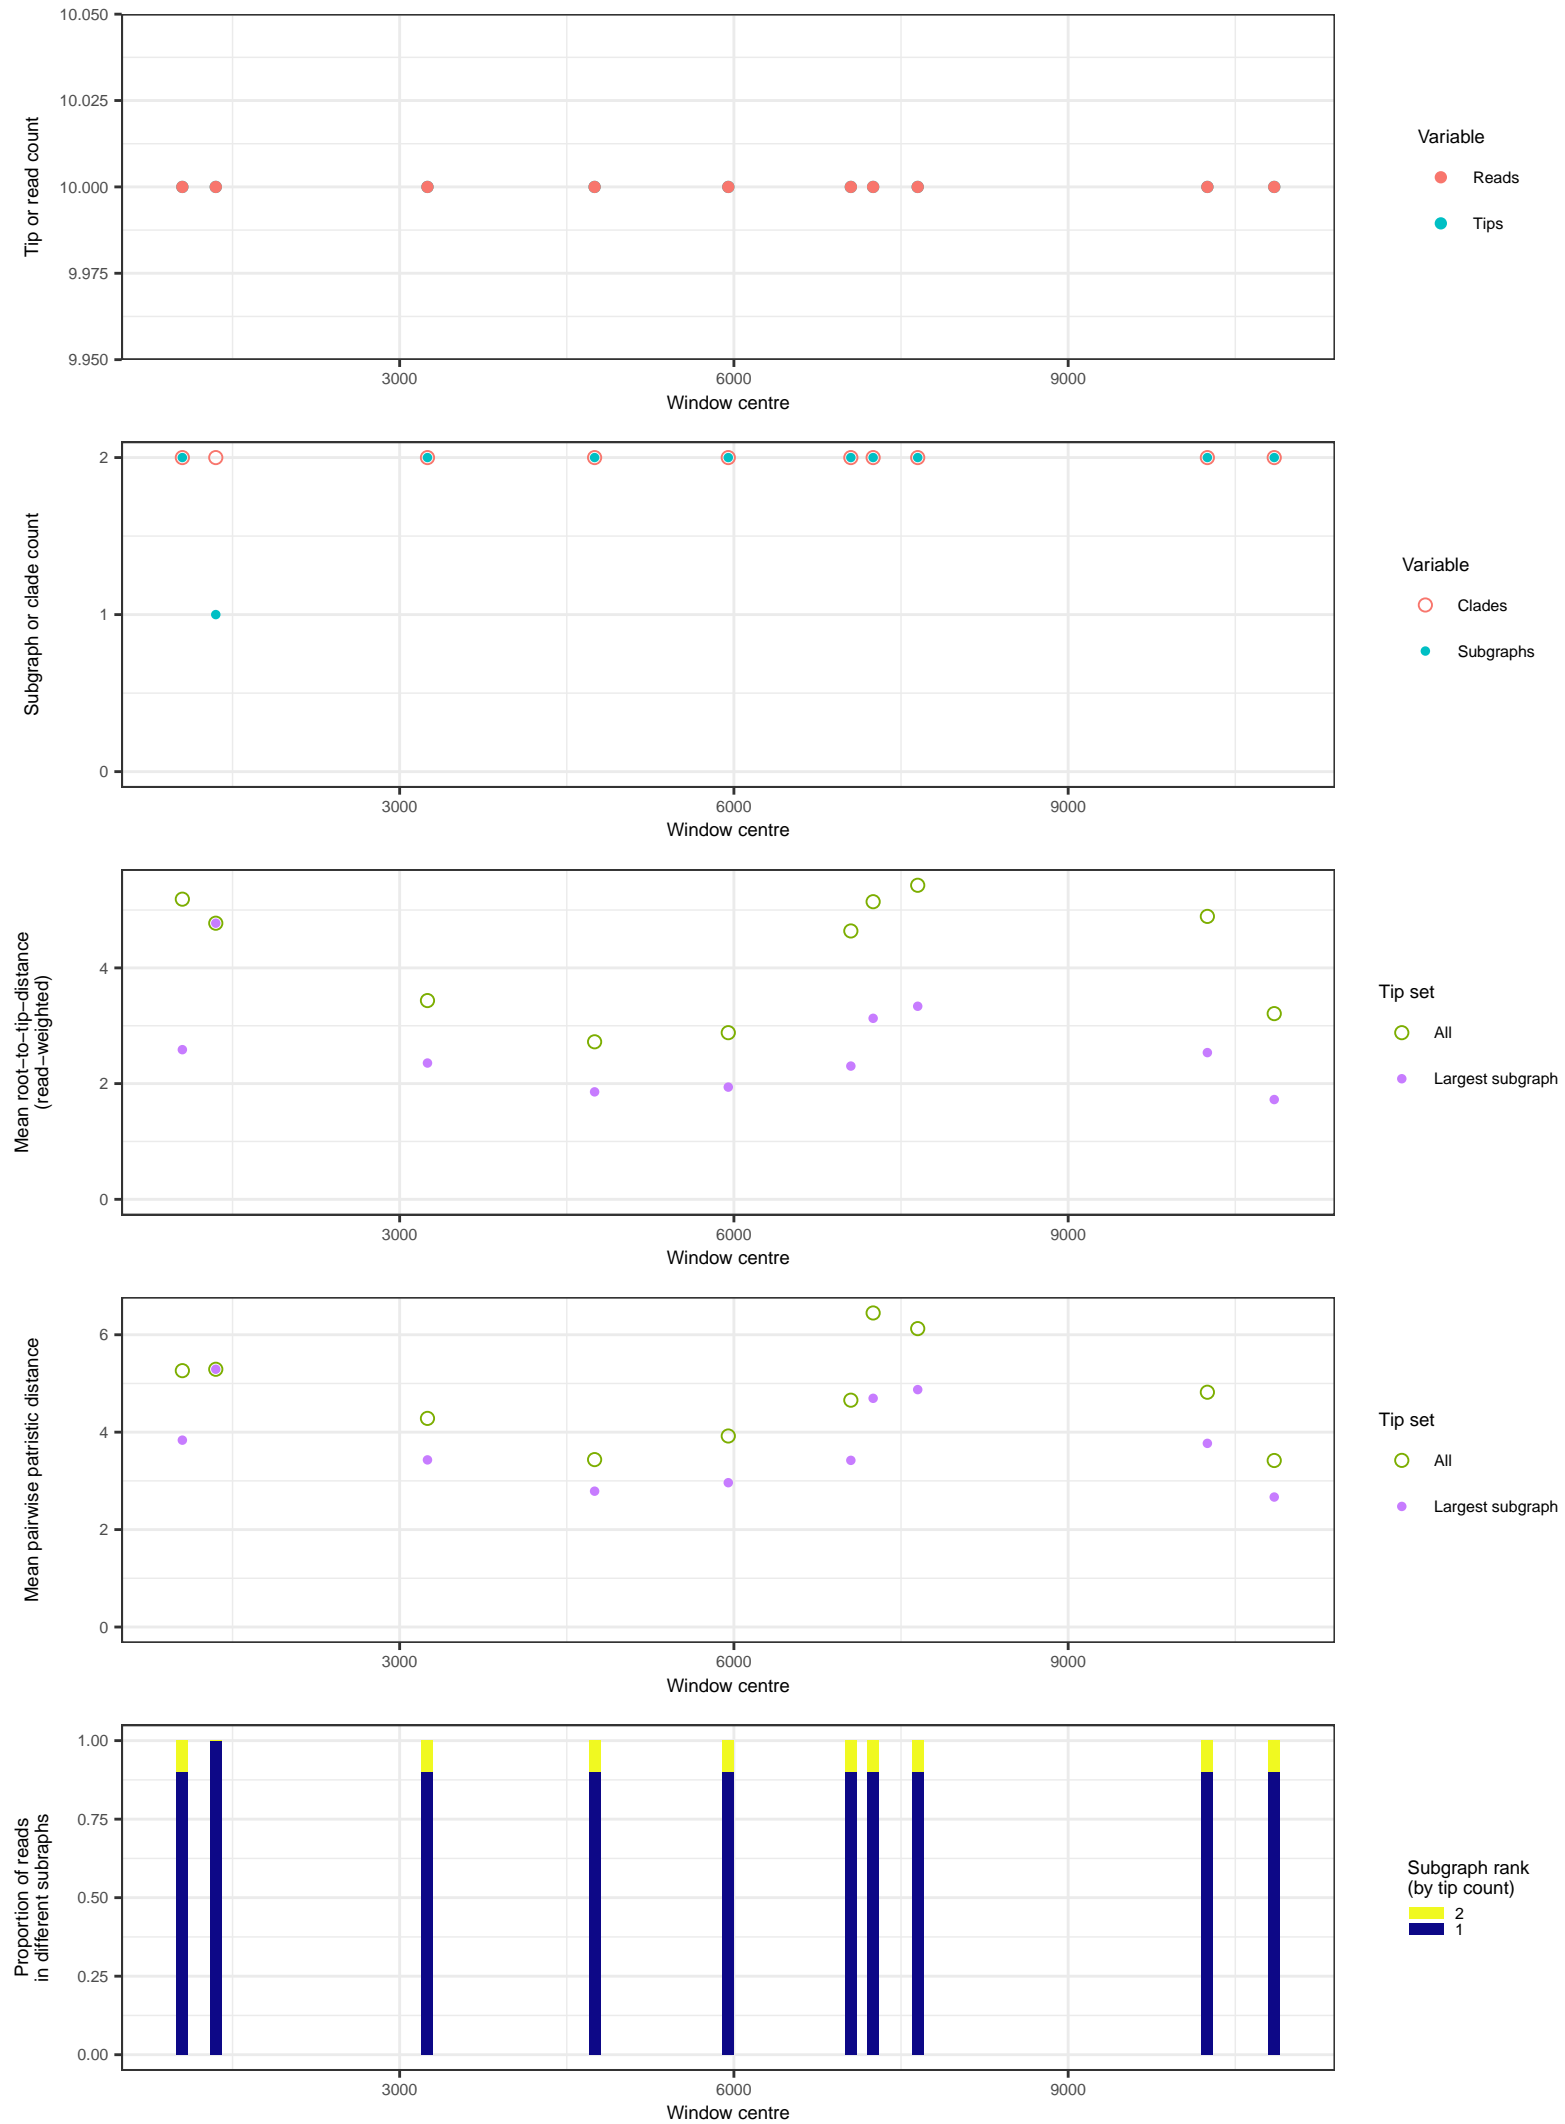 10.050
10.025
10.000
9.975
9.950
Tip or read count
3000 6000 9000
Window centre
Variable
Reads
Tips
2
1
0
Subgraph or clade count
3000 6000 9000
Window centre
Variable
Clades
Subgraphs
4
2
0
Mean root−to−tip−distance
(read−weighted)
3000 6000 9000
Window centre
Tip set
All
Largest subgraph
6
4
2
0
Mean pairwise patristic distance
3000 6000 9000
Window centre
Tip set
All
Largest subgraph
1.00
0.75
0.50
0.25
0.00
Proportion of reads
in different subraphs
3000 6000 9000
Window centre
Subgraph rank
(by tip count)
2
1